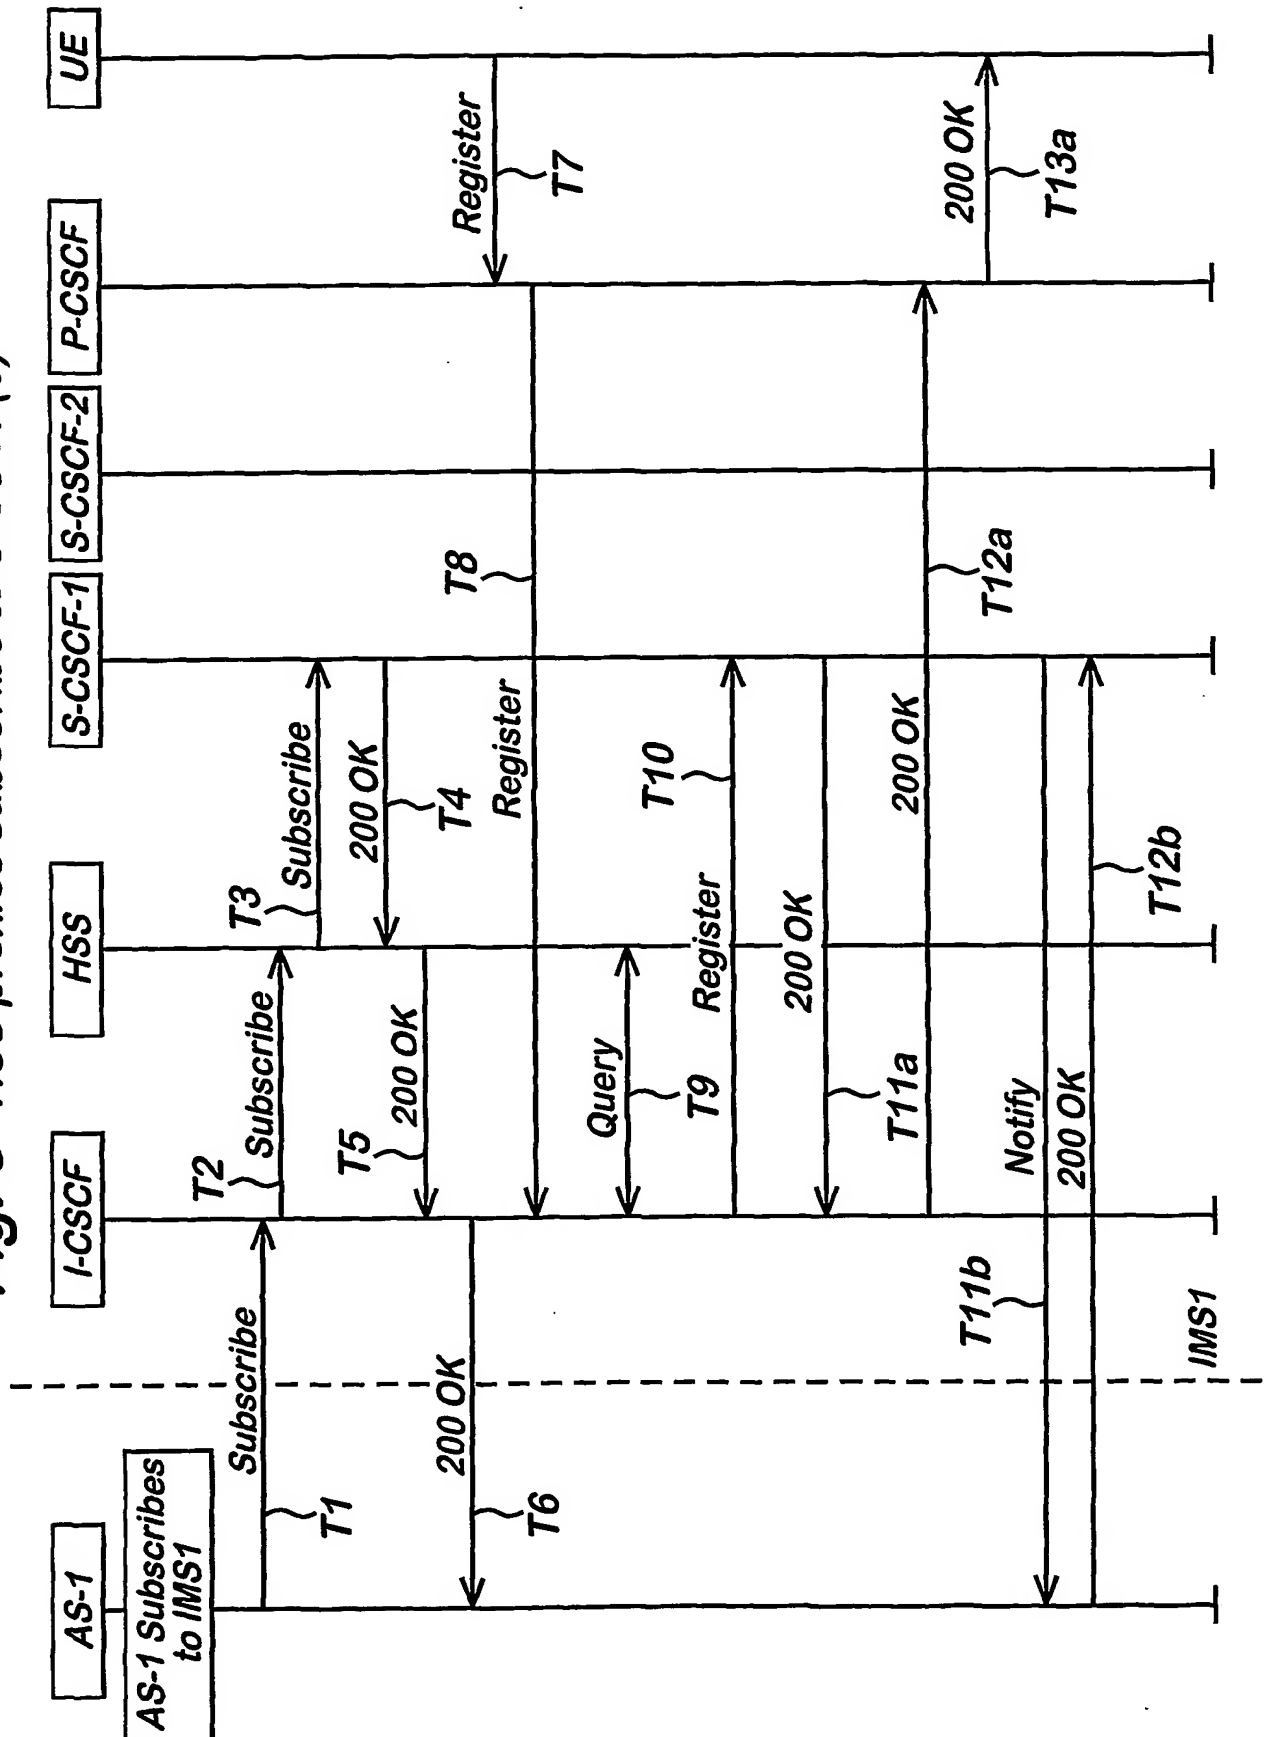 AS-1
I-CSCF
HSS
S-CSCF-1
S-CSCF-2
P-CSCF
UE
AS-1 Subscribes
to IMS1
Subscribe
T1
T2
Subscribe
T3
Subscribe
200 OK
T4
T5
200 OK
200 OK
T6
Register
T7
Register
T8
Query
T9
Register
T10
200 OK
T11a
200 OK
T12a
200 OK
T13a
Notify
T11b
200 OK
T12b
IMS1